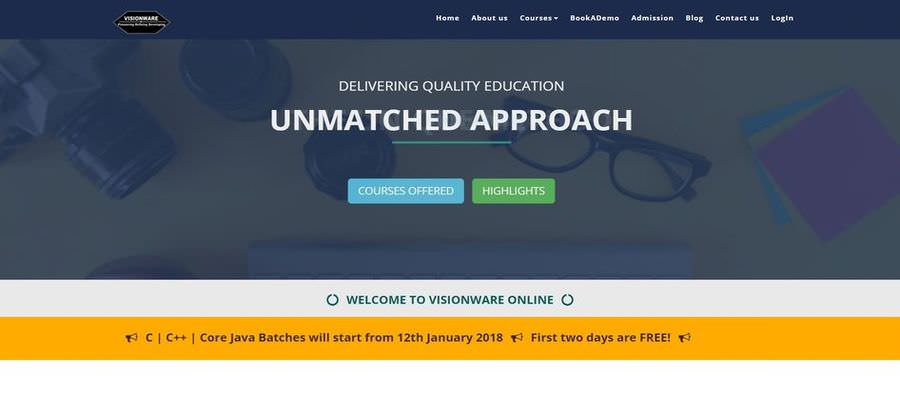 VISIONWARE
Home About us Courses BookADemo Admission Blog Contact us LogIn
DELIVERING QUALITY EDUCATION
UNMATCHED APPROACH
COURSES OFFERED HIGHLIGHTS
WELCOME TO VISIONWARE ONLINE
C | C++ | Core Java Batches will start from 12th January 2018 First two days are FREE!